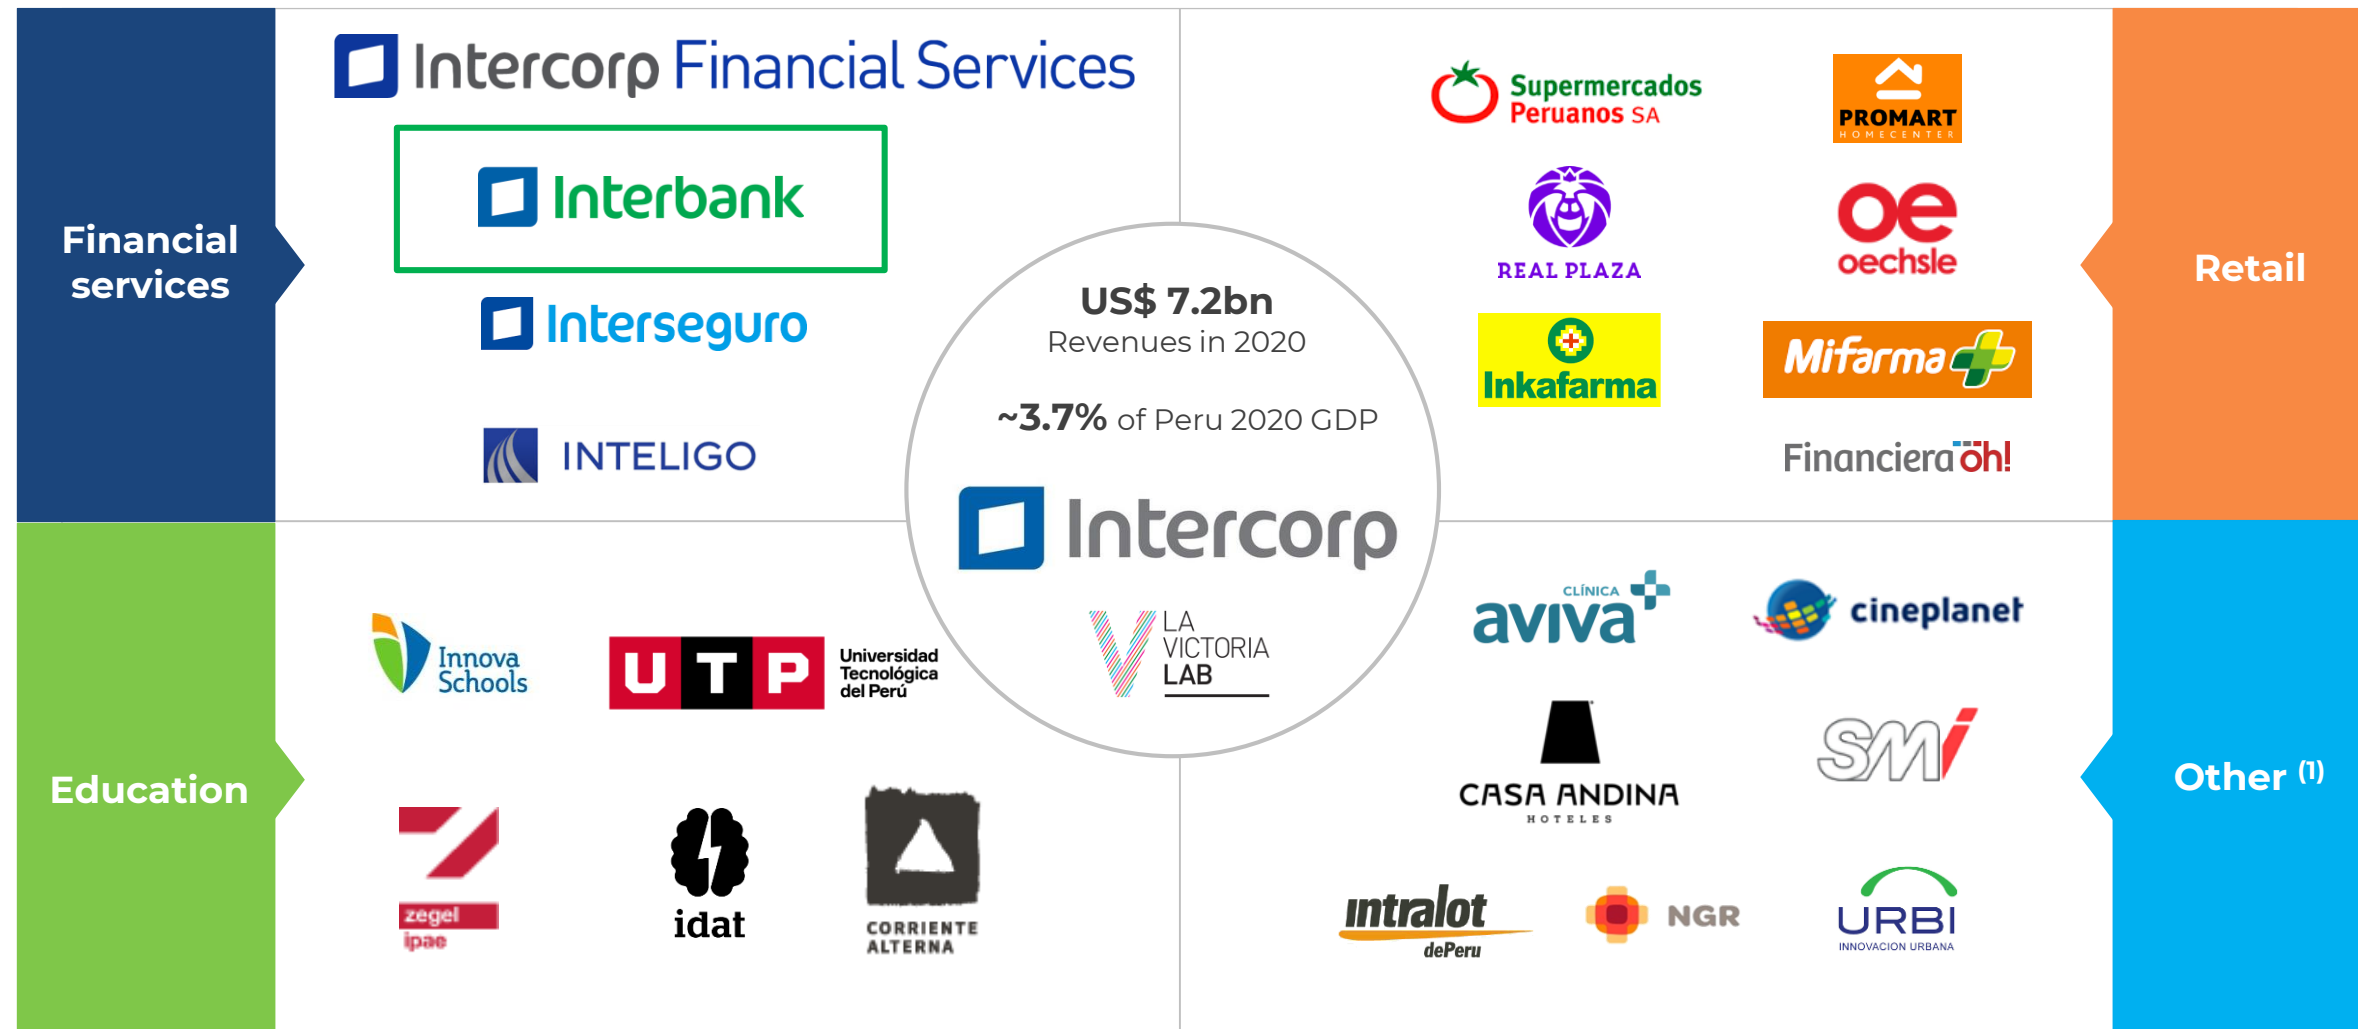 Financial
services
Intercorp Financial Services
Interbank
Interseguro
INTELIGO
Supermercados
Peruanos SA
PROMART
HOMECENTER
REAL PLAZA
oe
oechsle
Inkafarma
Mifarma
Financiera oh!
Retail
US$ 7.2bn
Revenues in 2020
~3.7% of Peru 2020 GDP
Intercorp
LA
VICTORIA
LAB
Education
Innova
Schools
UTP
Universidad
Tecnológica
del Perú
zegel
ipae
idat
CORRIENTE
ALTERNA
CLÍNICA
aviva
cineplanet
CASA ANDINA
HOTELES
SMi
intralot
dePeru
NGR
URBI
INNOVACION URBANA
Other (1)